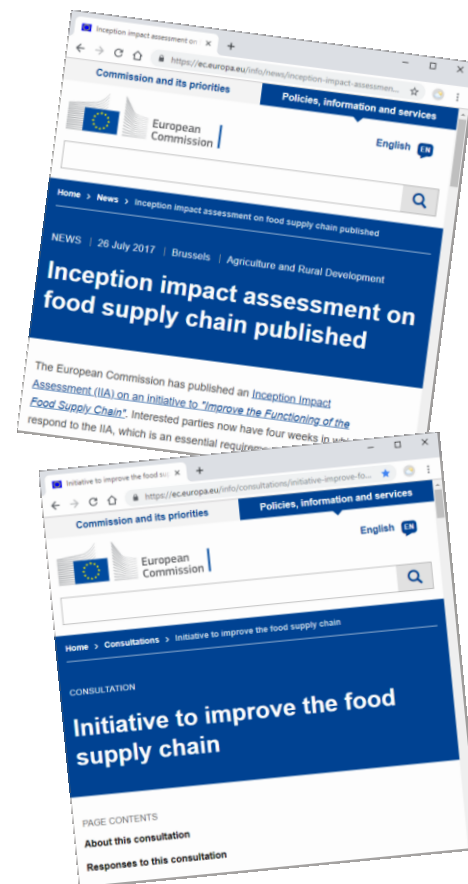 Inception impact assessment on
https://ec.europa.eu/info/news/inception-impact-assessmen...
Commission and its priorities
Policies, information and services
European
Commission
English EN
Home > News > Inception impact assessment on food supply chain published
NEWS | 26 July 2017 | Brussels | Agriculture and Rural Development
Inception impact assessment on
food supply chain published
The European Commission has published an Inception Impact
Assessment (IIA) on an initiative to "Improve the Functioning of the
Food Supply Chain". Interested parties now have four weeks in
respond to the IIA, which is an essential
Initiative to improve the food
https://ec.europa.eu/info/consultations/initiative-improve-fo...
Commission and its priorities
Policies, information and services
European
Commission
English EN
Home > Consultations > Initiative to improve the food supply chain
CONSULTATION
Initiative to improve the food
supply chain
PAGE CONTENTS
About this consultation
Responses to this consultation